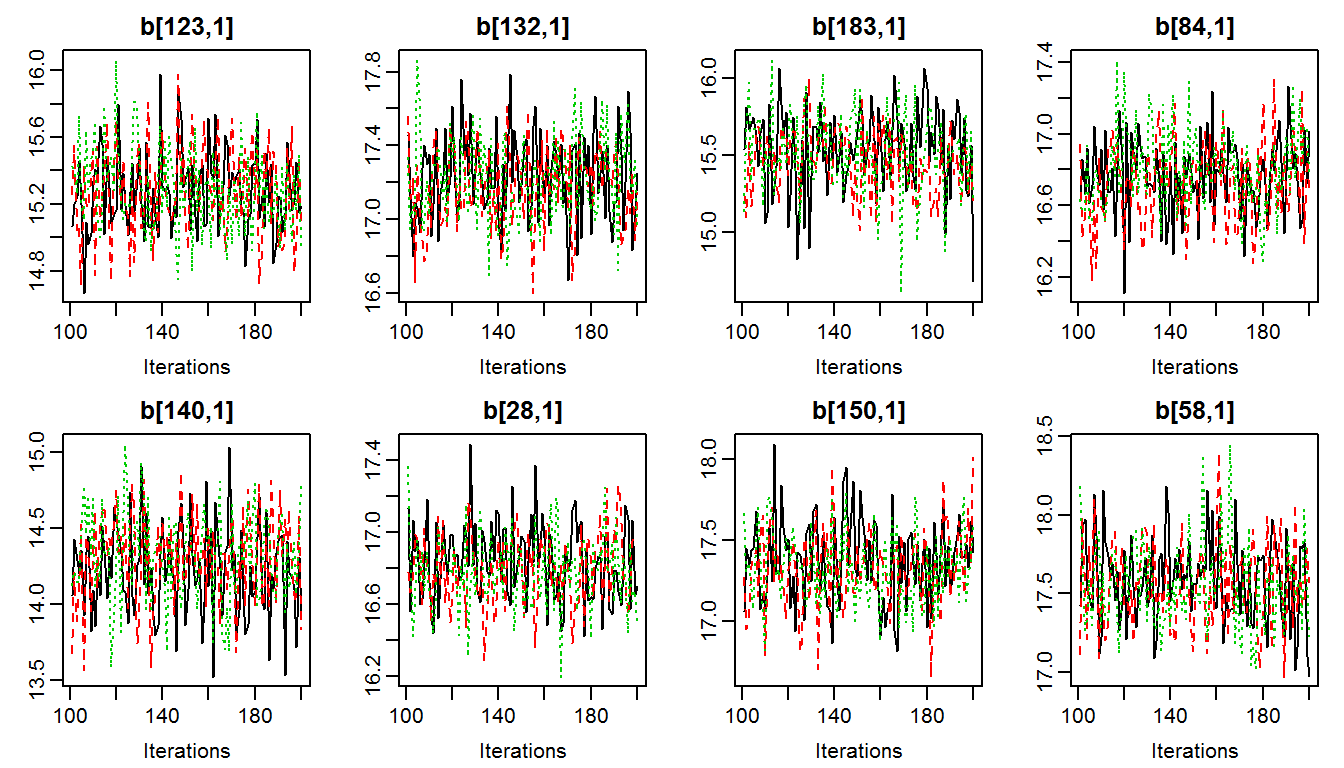 b[123,1] b[132,1] b[183,1] b[84,1]
16.0 17.8 16.0 17.4
15.6 17.4 15.5 17.0
15.2 17.0 15.0 16.6
14.8 16.6 16.2
100 140 180 100 140 180 100 140 180 100 140 180
Iterations Iterations Iterations Iterations
b[140,1] b[28,1] b[150,1] b[58,1]
15.0 17.4 18.0 18.5
14.5 17.0 17.5 18.0
14.0 16.6 17.0 17.5
13.5 16.2 17.0
100 140 180 100 140 180 100 140 180 100 140 180
Iterations Iterations Iterations Iterations